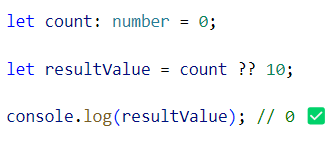 let count: number = 0;
let resultValue = count ?? 10;
console.log(resultValue); // 0 ✅